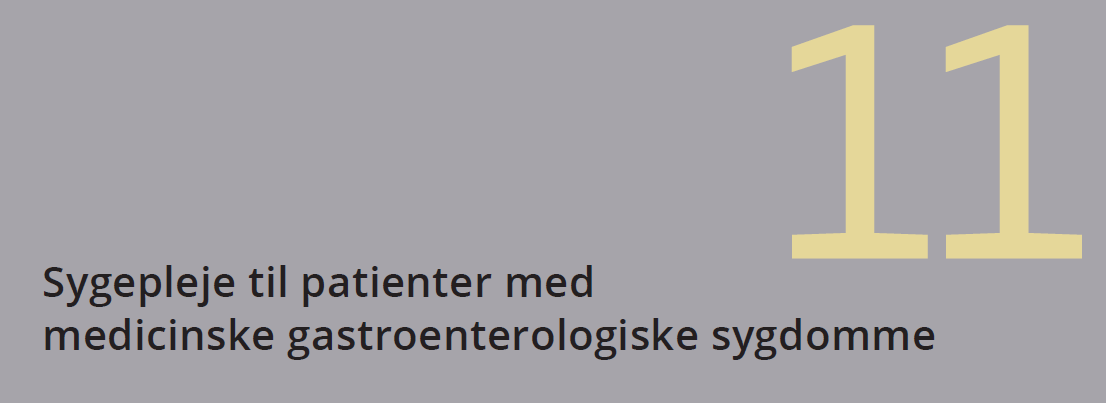 11
Sygepleje til patienter med
medicinske gastroenterologiske sygdomme